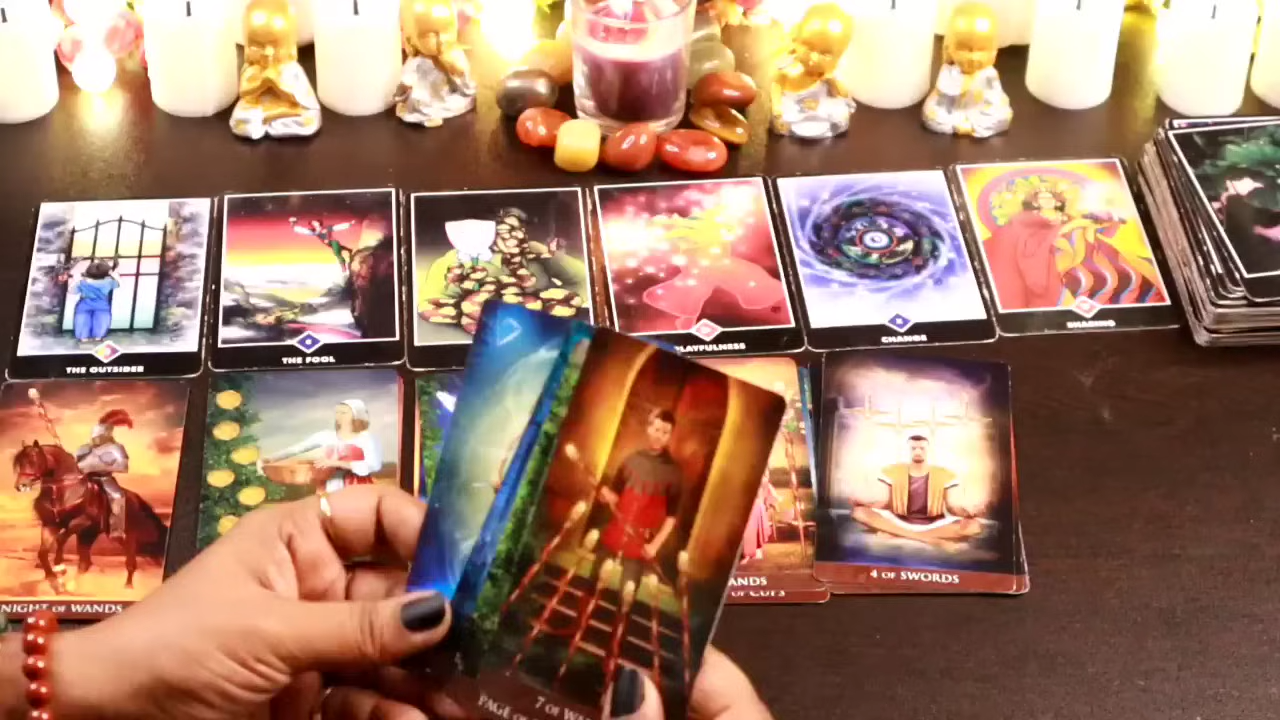 THE OUTSIDER
THE FOOL
PLAYFULNESS
CHANGE
SHARING
NIGHT OF WANDS
ANDS
OF CUPS
4 OF SWORDS
7 OF WA
PAGE OF